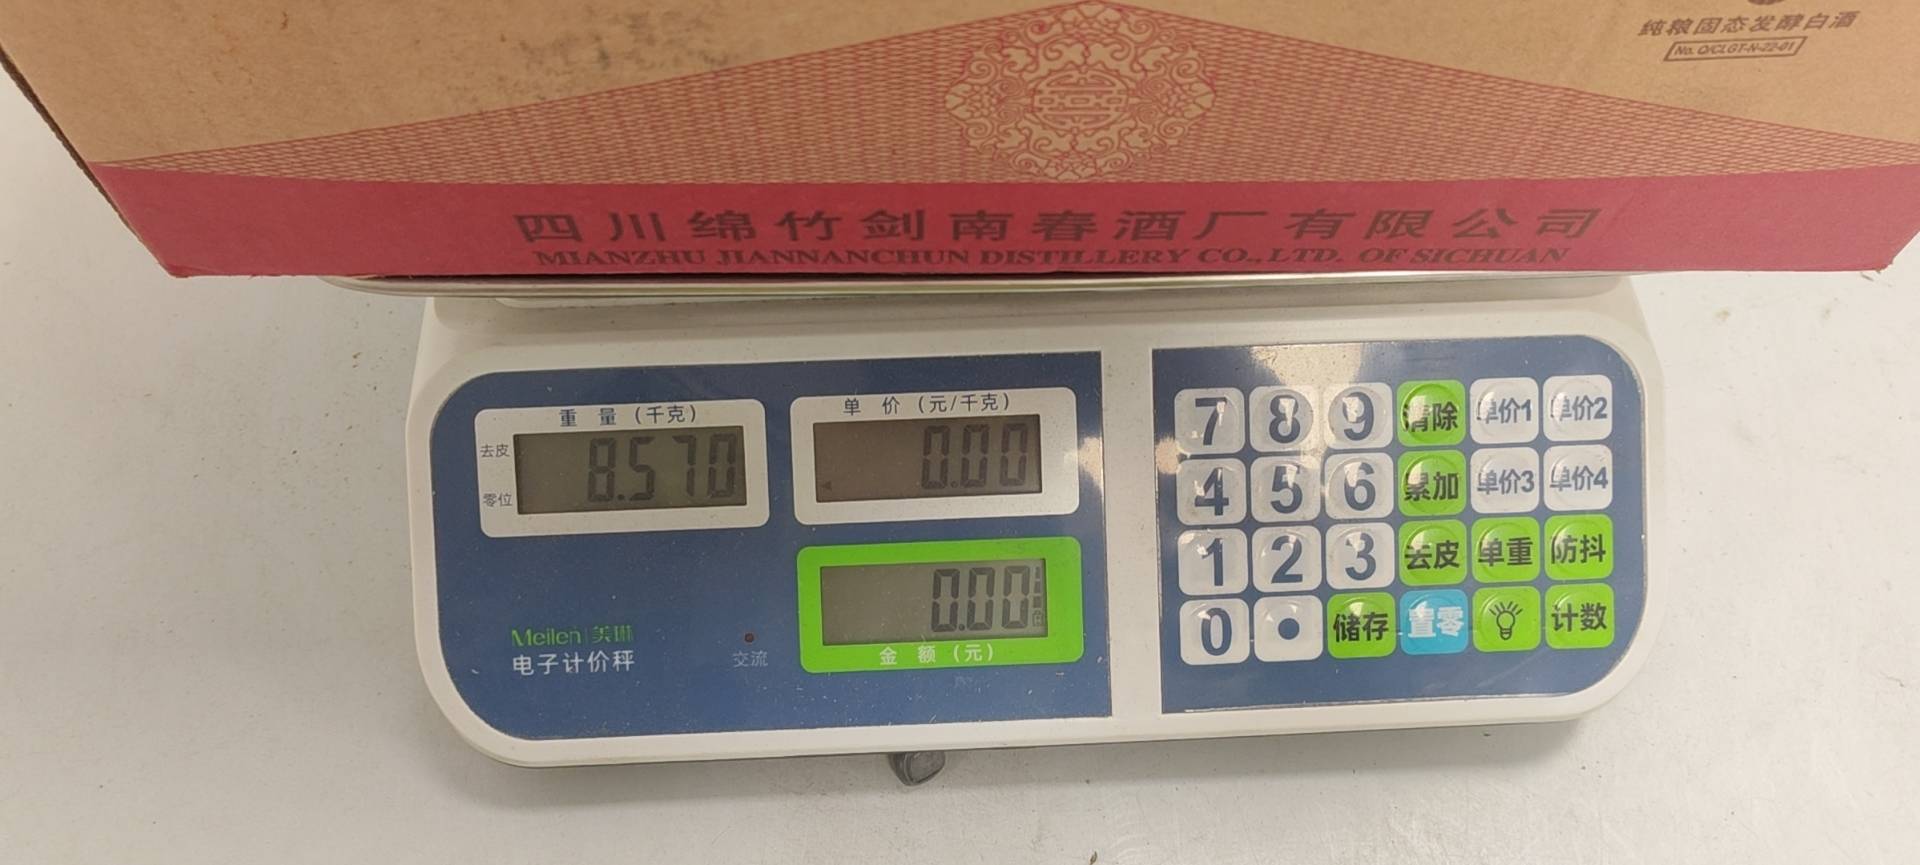 纯粮固态发酵白酒
No. Q/CLGT-N-22-01
四川绵竹剑南春酒厂有限公司
MIANZHU JIANNANCHUN DISTILLERY CO., LTD. OF SICHUAN
重 量 (千克)
去皮
零位
8.570
单 价 (元/千克)
0.00
0.00
金 额 (元)
Meilen 美琳
电子计价秤
交流
7 8 9 清除 单价1 单价2
4 5 6 累加 单价3 单价4
1 2 3 去皮 单重 防抖
0 • 储存 置零 计数